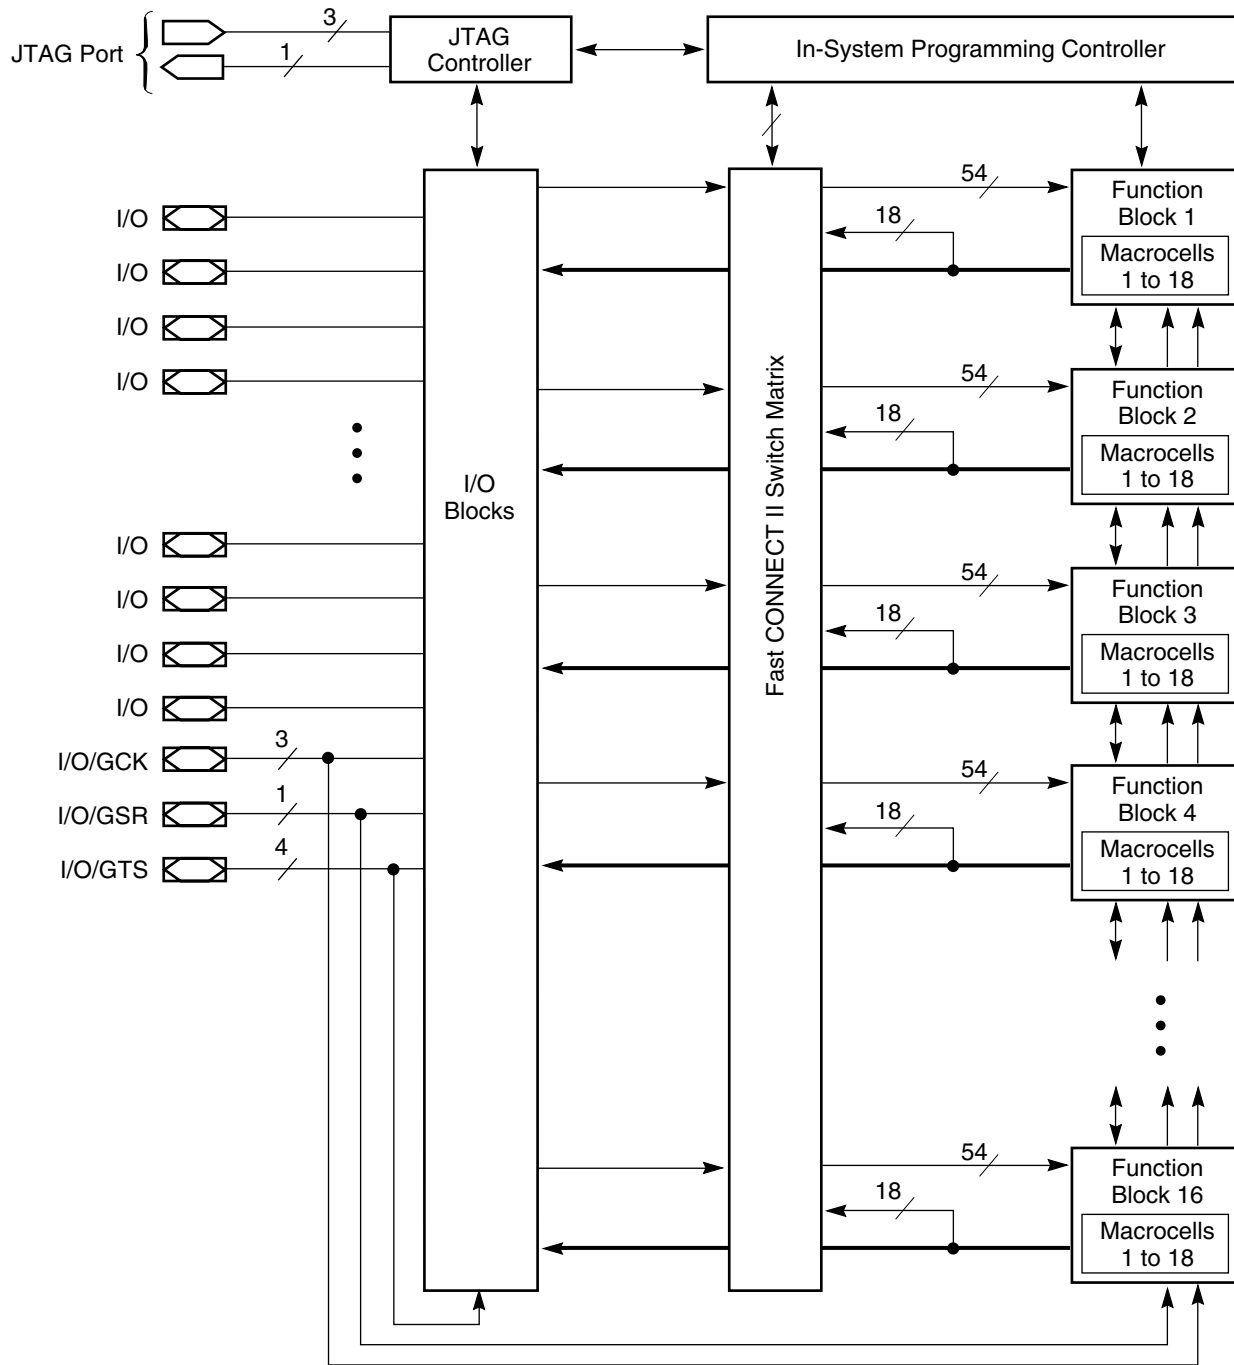 JTAG Port
3
1
JTAG
Controller
In-System Programming Controller
I/O
I/O
I/O
I/O
I/O
I/O
I/O
I/O
I/O/GCK
3
I/O/GSR
1
I/O/GTS
4
I/O
Blocks
Fast CONNECT II Switch Matrix
54
18
Function
Block 1
Macrocells
1 to 18
54
18
Function
Block 2
Macrocells
1 to 18
54
18
Function
Block 3
Macrocells
1 to 18
54
18
Function
Block 4
Macrocells
1 to 18
54
18
Function
Block 16
Macrocells
1 to 18